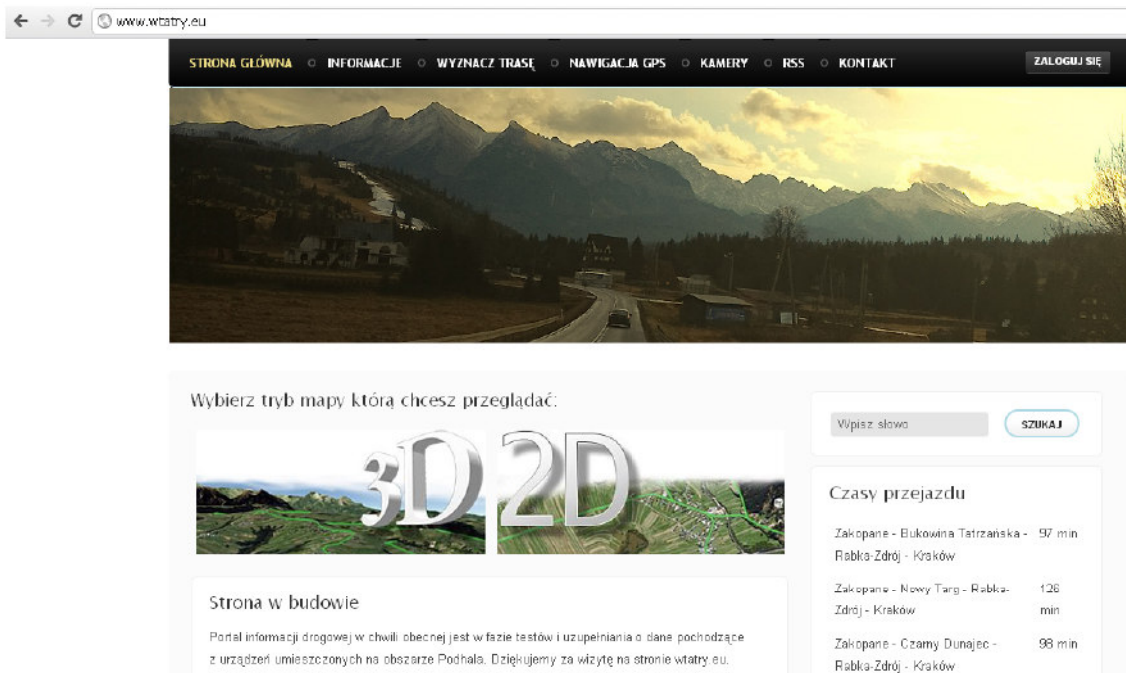 www.wtatry.eu
STRONA GŁÓWNA INFORMACJE WYZNACZ TRASĘ NAWIGACJA GPS KAMERY RSS KONTAKT ZALOGUJ SIĘ
Wybierz tryb mapy którą chcesz przeglądać:
3D 2D
Strona w budowie
Portal informacji drogowej w chwili obecnej jest w fazie testów i uzupełniania o dane pochodzące
z urządzeń umieszczonych na obszarze Podhala. Dziękujemy za wizytę na stronie wtatry.eu.
Wpisz słowo SZUKAJ
Czasy przejazdu
Zakopane - Bukowina Tatrzańska - 97 min
Rabka-Zdrój - Kraków
Zakopane - Nowy Targ - Rabka- 126
Zdrój - Kraków min
Zakopane - Czarny Dunajec - 98 min
Rabka-Zdrój - Kraków